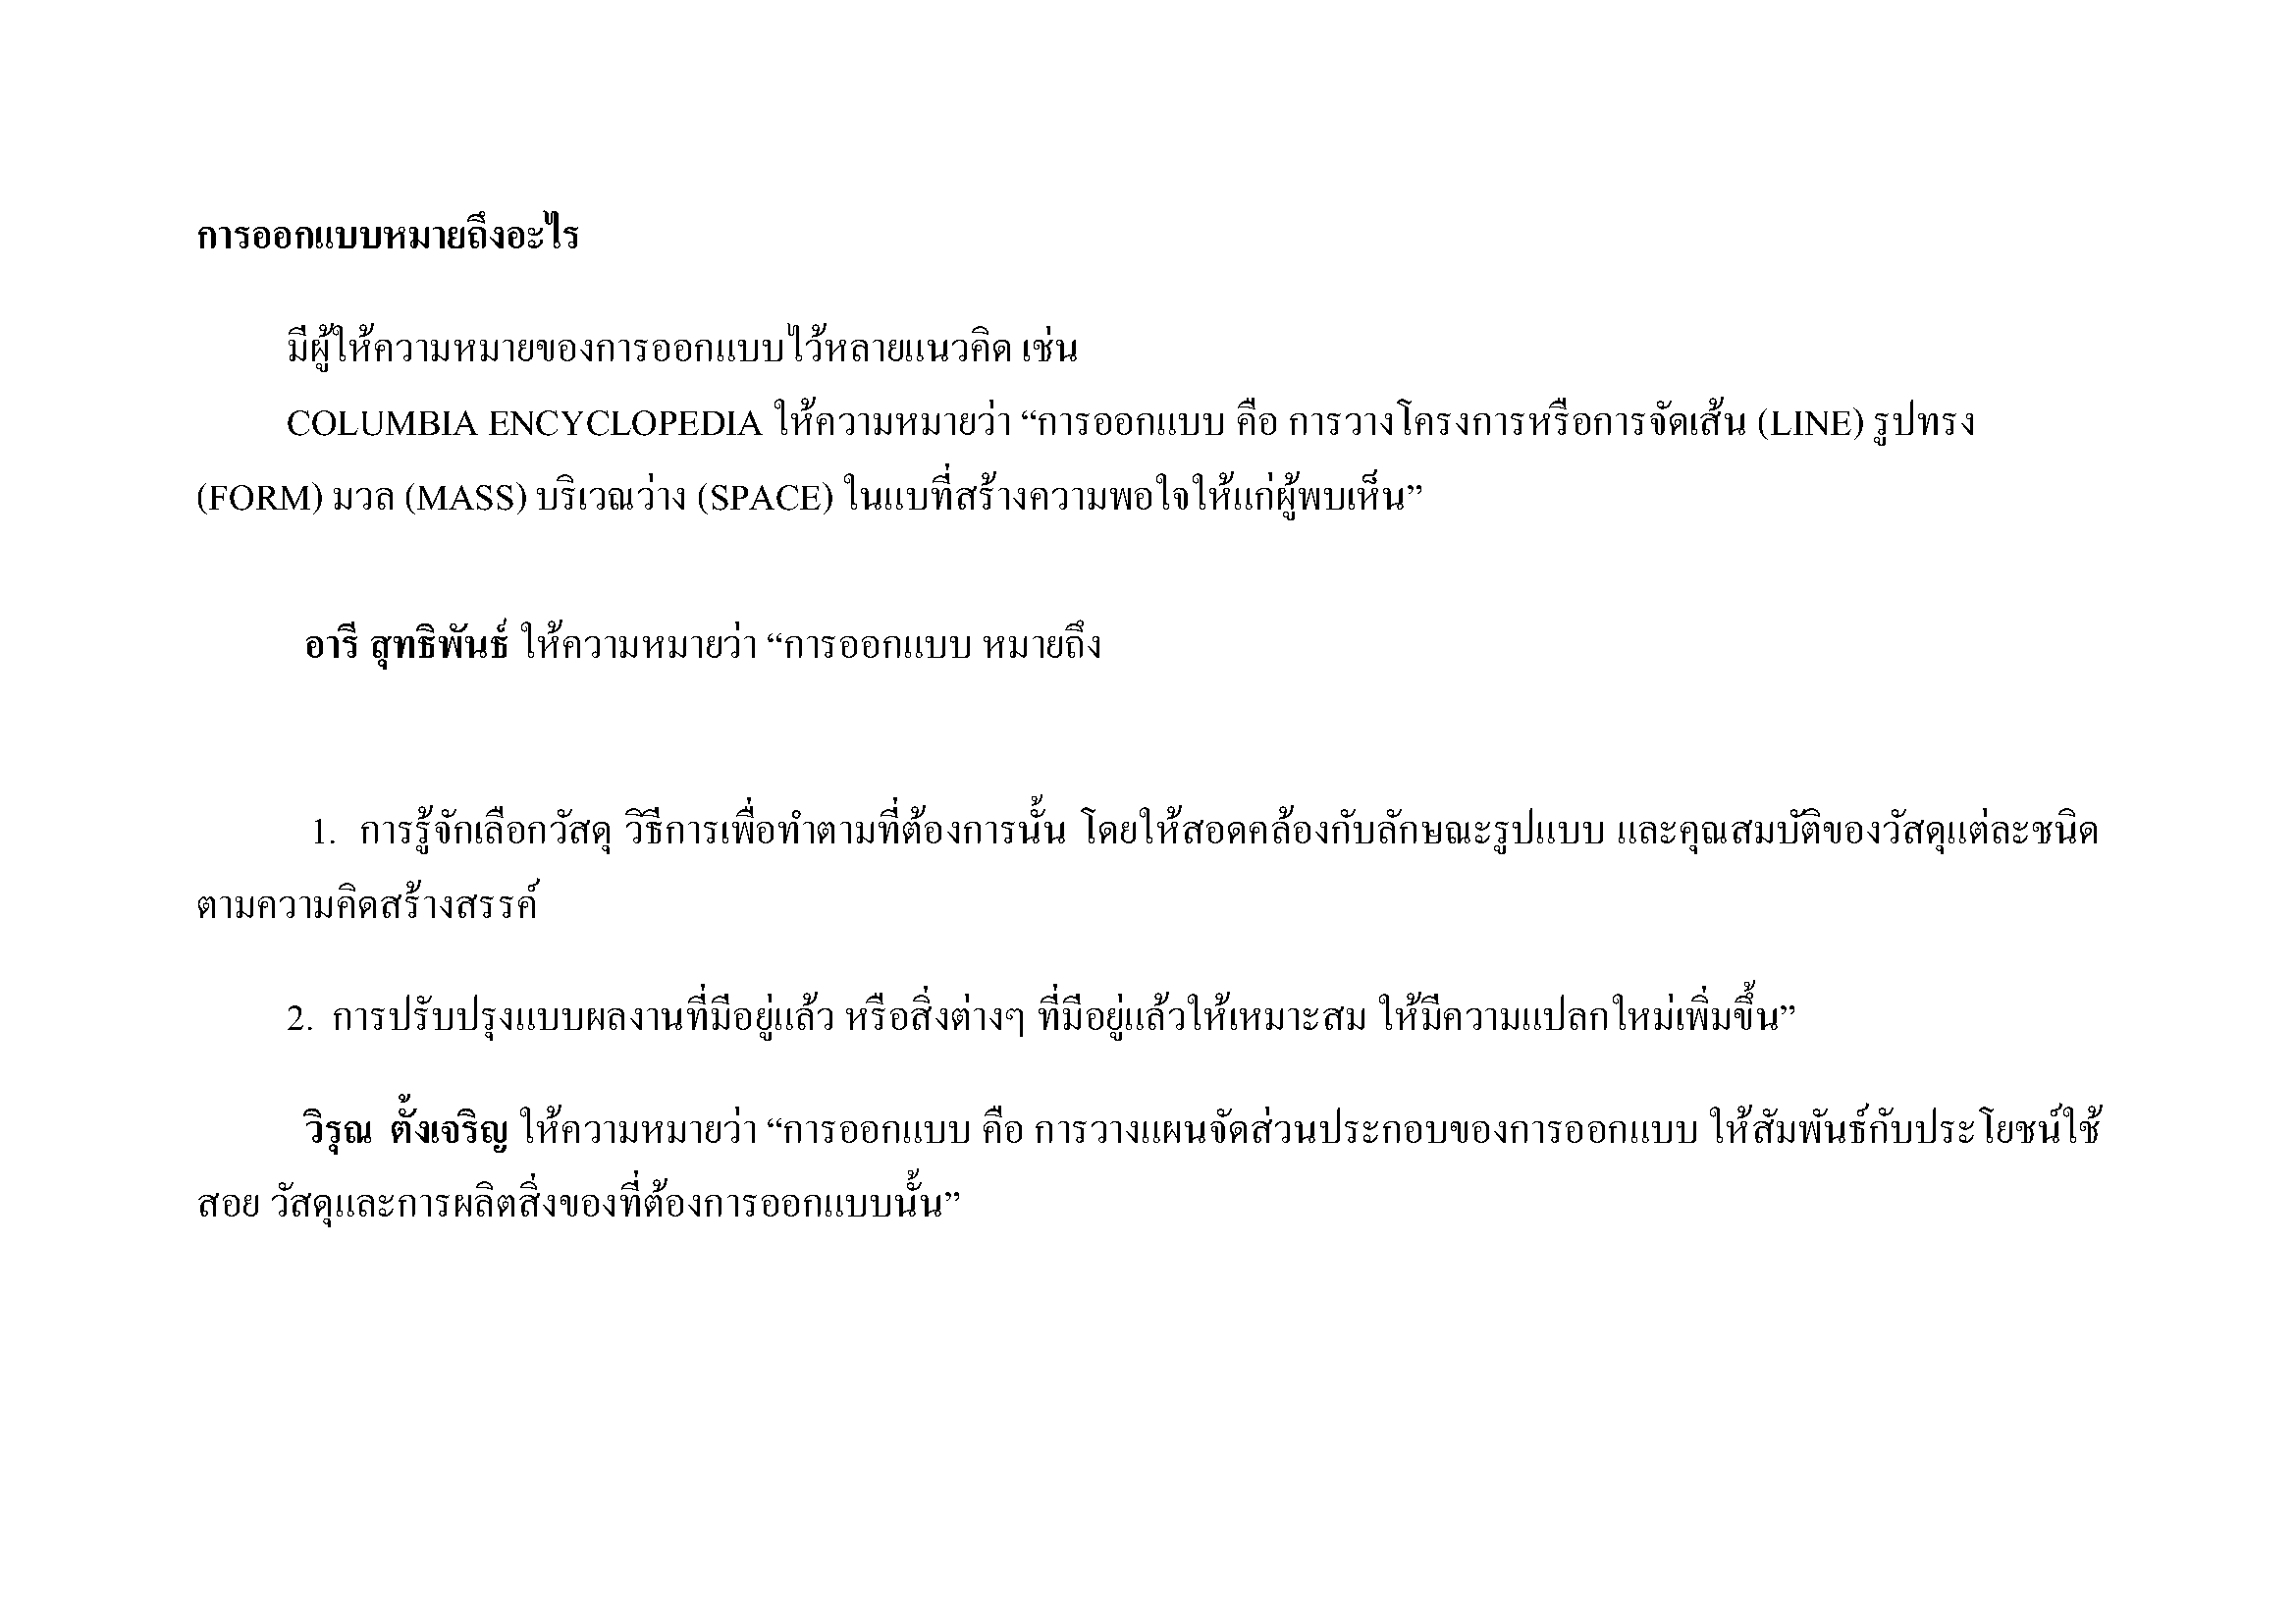 การออกแบบหมายถึงอะไร
มีผู้ให้ความหมายของการออกแบบไว้หลายแนวคิด เช่น
COLUMBIA ENCYCLOPEDIA ให้ความหมายว่า “การออกแบบ คือ การวางโครงการหรือการจัดเส้น (LINE) รูปทรง
(FORM) มวล (MASS) บริเวณว่าง (SPACE) ในแบที่สร้างความพอใจให้แก่ผู้พบเห็น”
อารี สุทธิพันธ์ ให้ความหมายว่า “การออกแบบ หมายถึง
1. การรู้จักเลือกวัสดุ วิธีการเพื่อทำตามที่ต้องการนั้น โดยให้สอดคล้องกับลักษณะรูปแบบ และคุณสมบัติของวัสดุแต่ละชนิด
ตามความคิดสร้างสรรค์
2. การปรับปรุงแบบผลงานที่มีอยู่แล้ว หรือสิ่งต่างๆ ที่มีอยู่แล้วให้เหมาะสม ให้มีความแปลกใหม่เพิ่มขึ้น”
วิรุณ ตั้งเจริญ ให้ความหมายว่า “การออกแบบ คือ การวางแผนจัดส่วนประกอบของการออกแบบ ให้สัมพันธ์กับประโยชน์ใช้
สอย วัสดุและการผลิตสิ่งของที่ต้องการออกแบบนั้น”